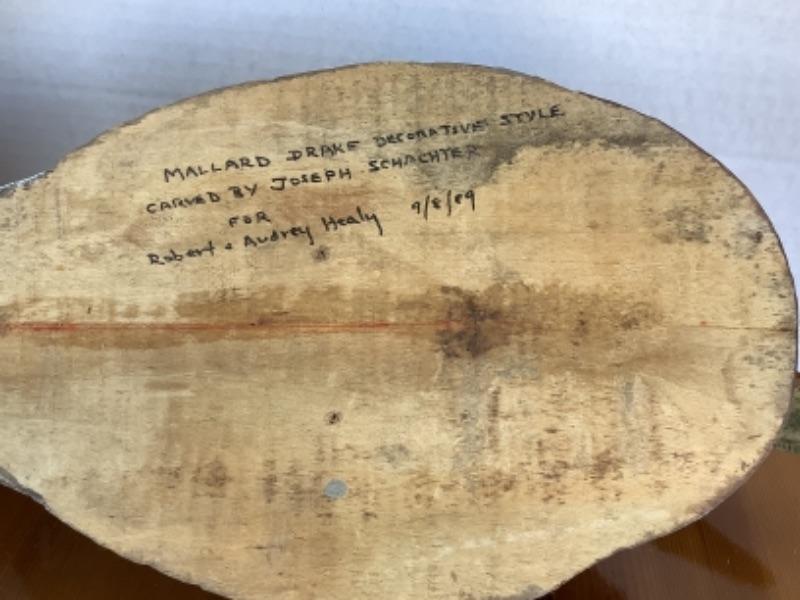 MALLARD DRAKE DECORATIVE STYLE
CARVED BY JOSEPH SCHACHTER
FOR
Robert & Audrey Healy 9/8/89